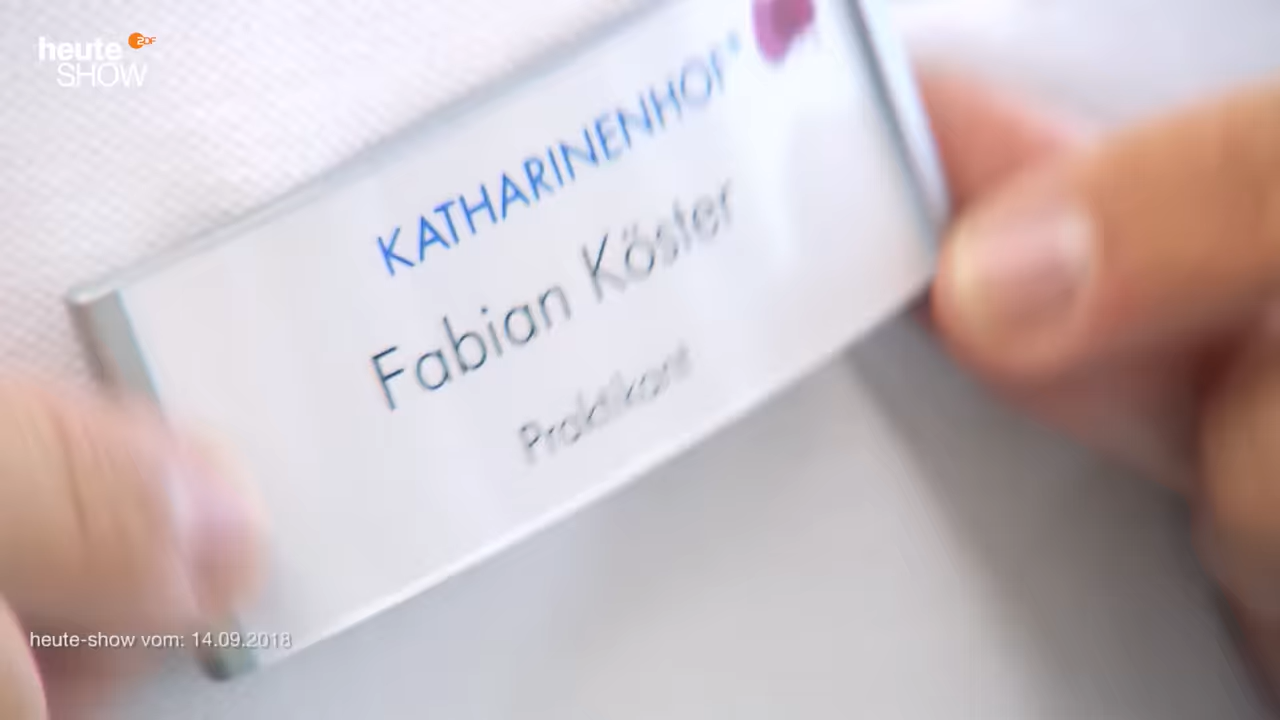 heute ZDF
SHOW
KATHARINENHOF®
Fabian Köster
Praktikant
heute-show vom: 14.09.2018